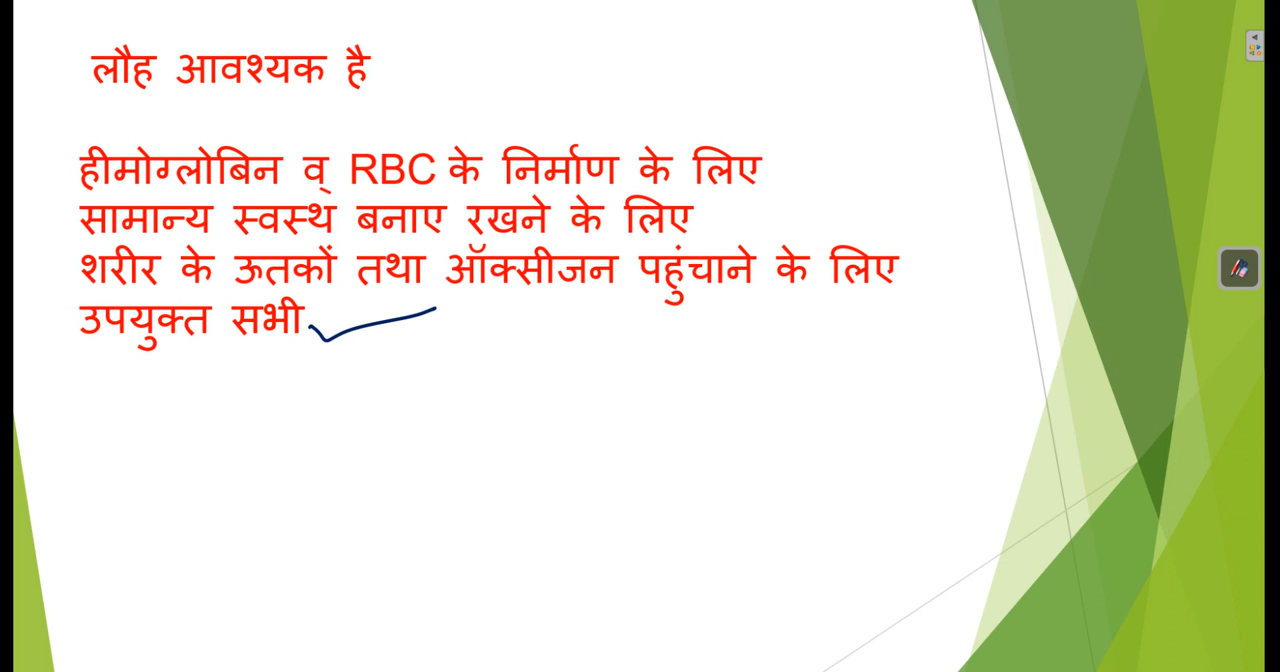 लौह आवश्यक है
हीमोग्लोबिन व् RBC के निर्माण के लिए
सामान्य स्वस्थ बनाए रखने के लिए
शरीर के ऊतकों तथा ऑक्सीजन पहुंचाने के लिए
उपयुक्त सभी